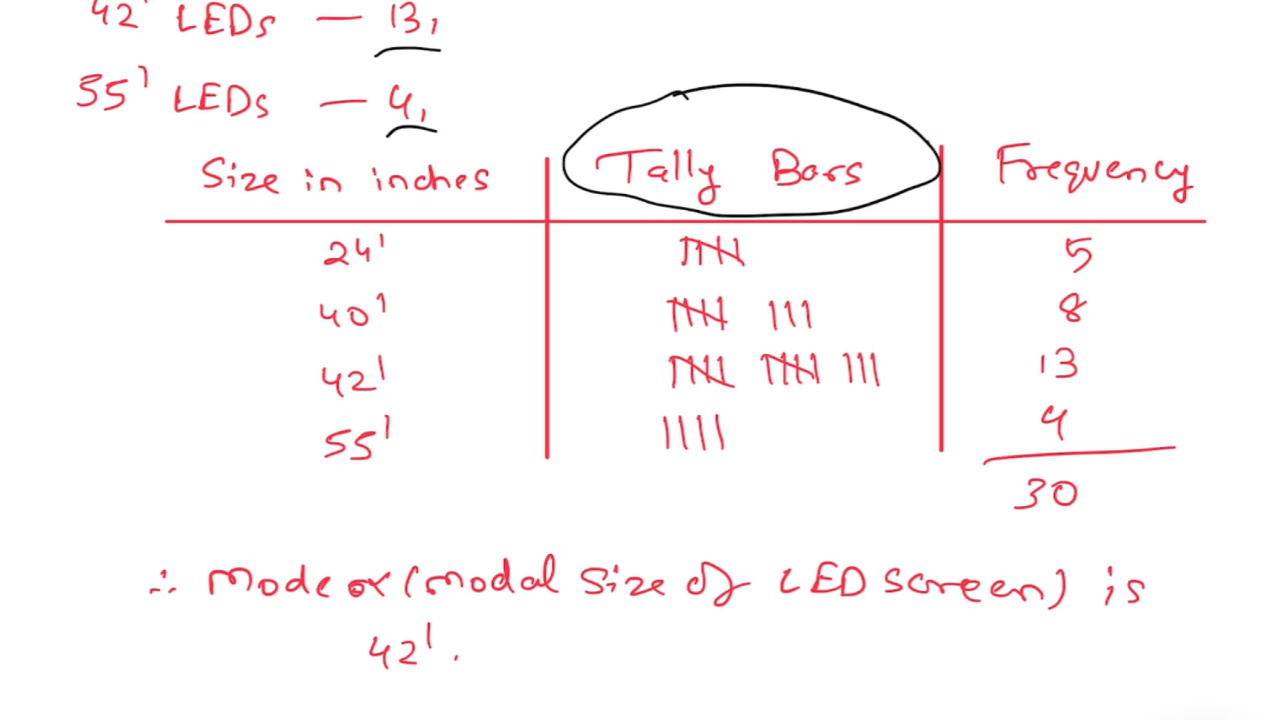 42' LEDs — 13,
55' LEDs — 4,
Size in inches Tally Bars Frequency
24' 5
40' 8
42' 13
55' 4
30
∴ Mode or (modal size of LED screen) is
42'.